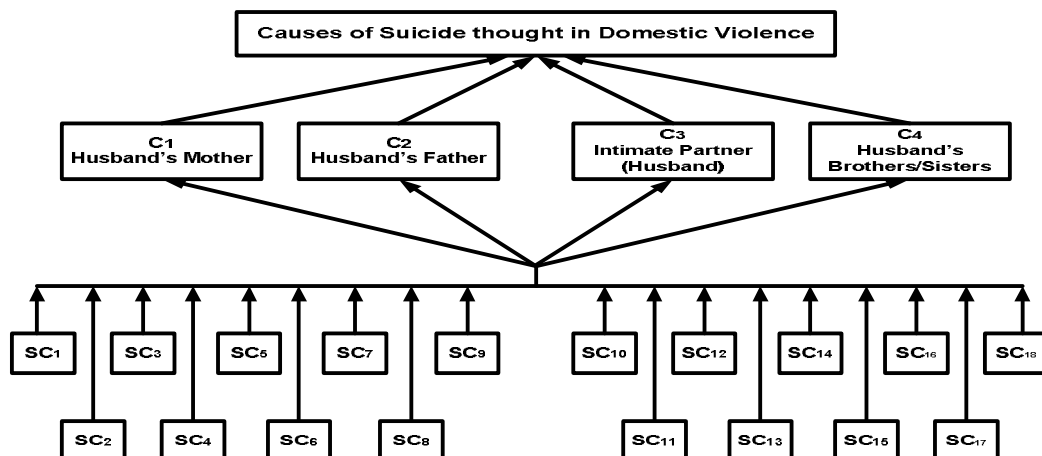 Causes of Suicide thought in Domestic Violence
C1
Husband's Mother
C2
Husband's Father
C3
Intimate Partner
(Husband)
C4
Husband's
Brothers/Sisters
SC1
SC3
SC5
SC7
SC9
SC10
SC12
SC14
SC16
SC18
SC2
SC4
SC6
SC8
SC11
SC13
SC15
SC17